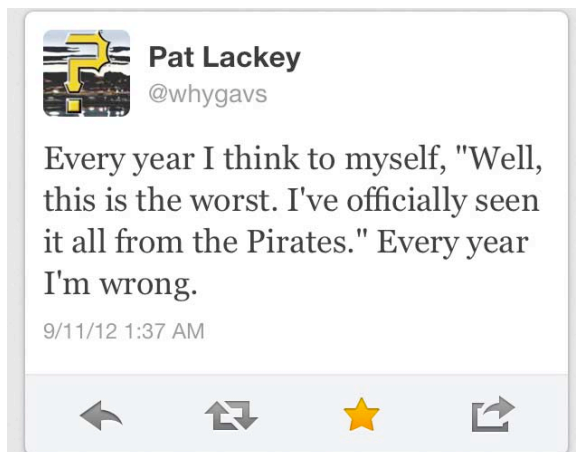 Pat Lackey
@whygavs
Every year I think to myself, "Well,
this is the worst. I've officially seen
it all from the Pirates." Every year
I'm wrong.
9/11/12 1:37 AM